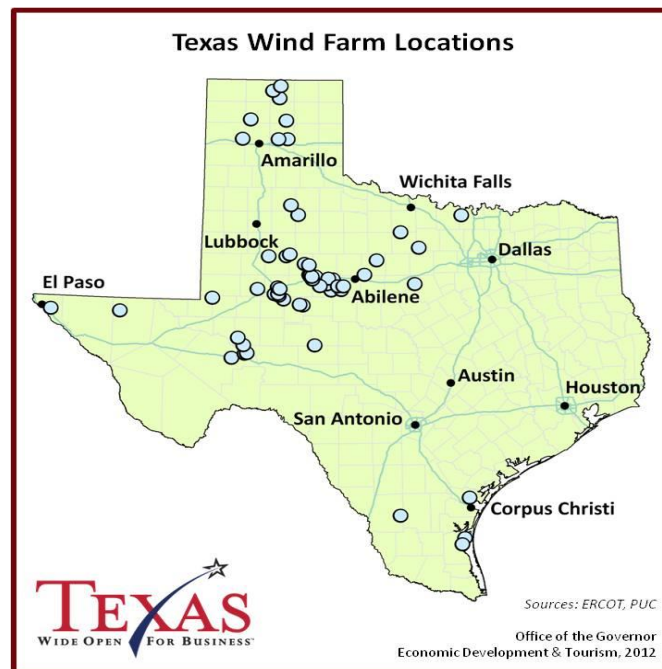 Texas Wind Farm Locations
Amarillo
Wichita Falls
Lubbock
Dallas
El Paso
Abilene
Austin
Houston
San Antonio
Corpus Christi
TEXAS
WIDE OPEN FOR BUSINESS™
Sources: ERCOT, PUC
Office of the Governor
Economic Development & Tourism, 2012